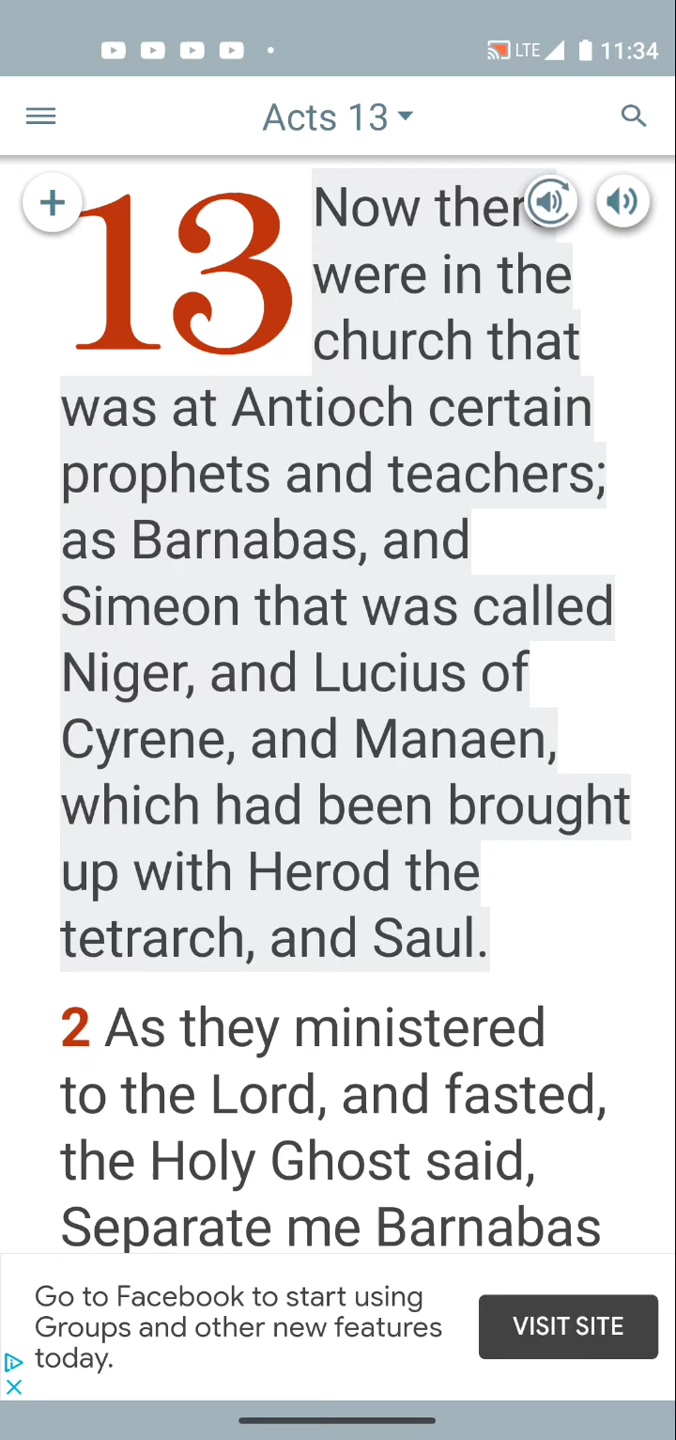 LTE 11:34
Acts 13
13 Now ther
were in the
church that
was at Antioch certain
prophets and teachers;
as Barnabas, and
Simeon that was called
Niger, and Lucius of
Cyrene, and Manaen,
which had been brought
up with Herod the
tetrarch, and Saul.
2 As they ministered
to the Lord, and fasted,
the Holy Ghost said,
Separate me Barnabas
Go to Facebook to start using
Groups and other new features
today.
VISIT SITE